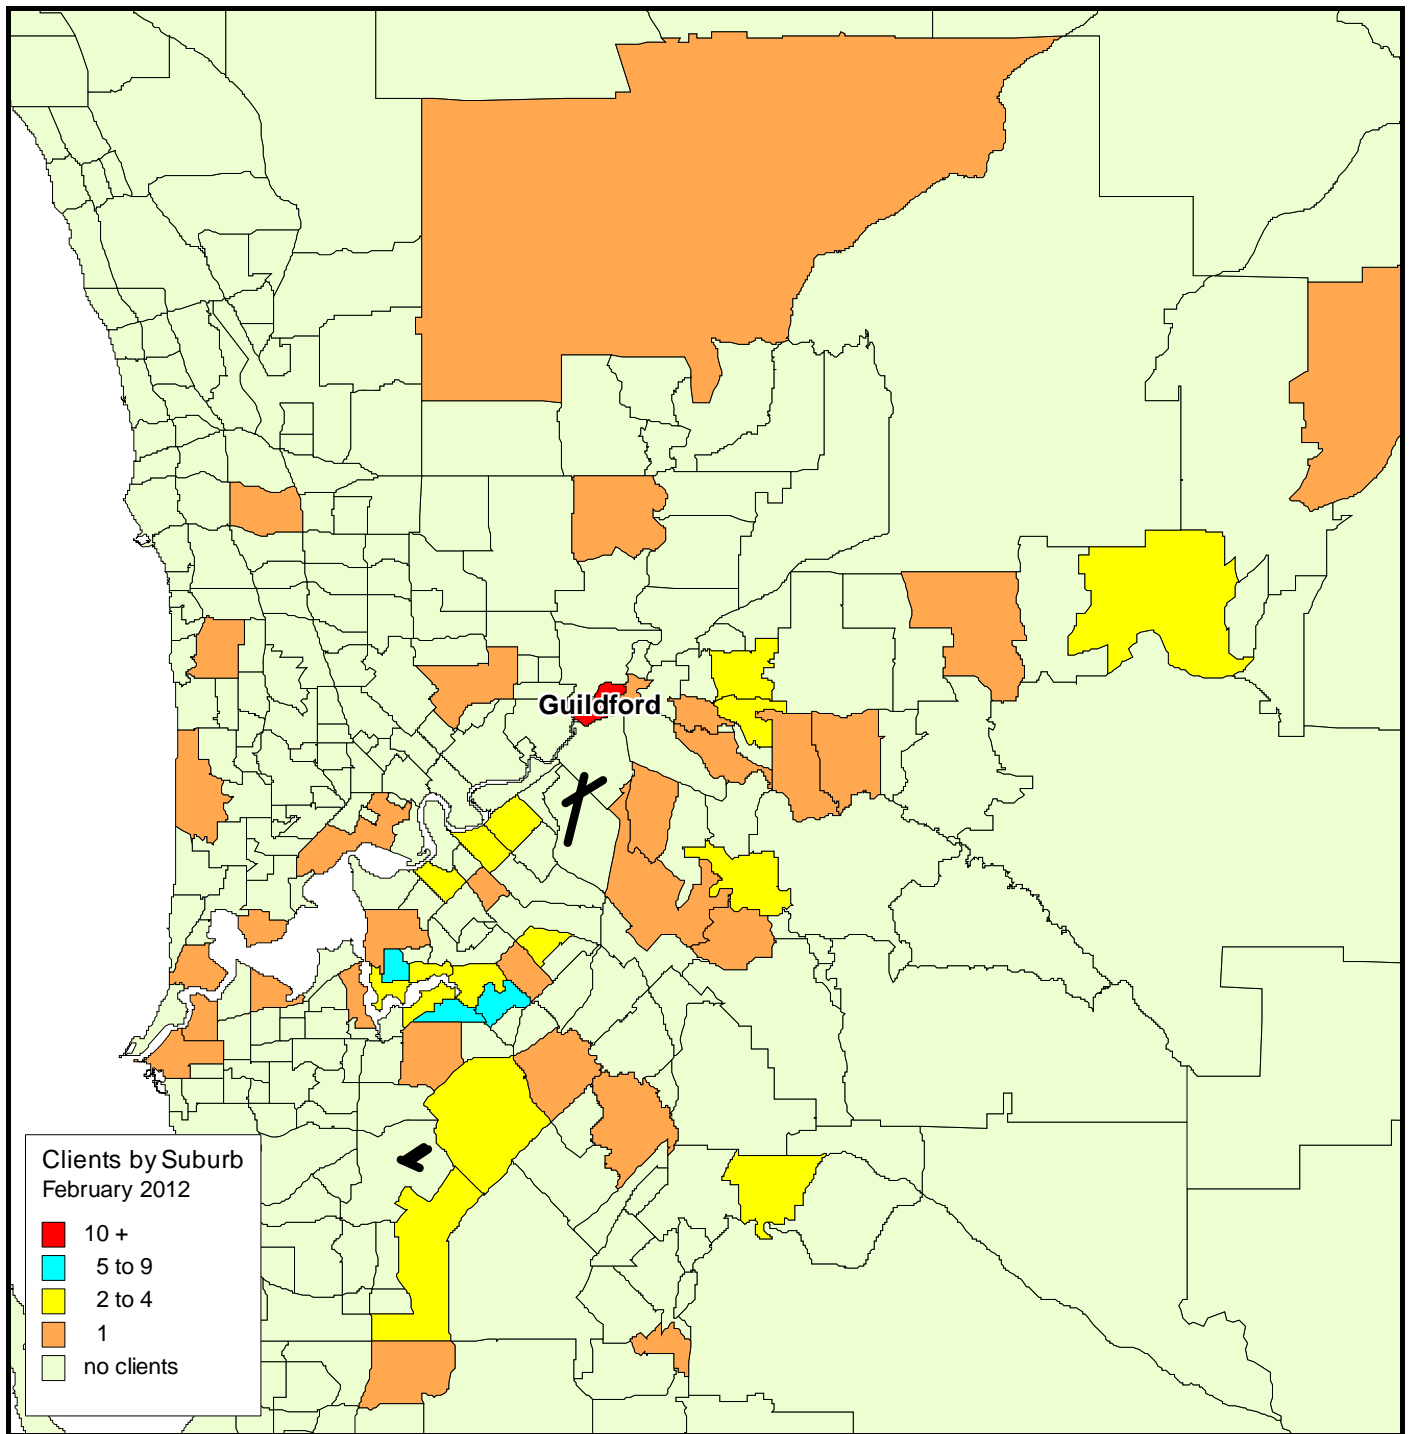 Guildford
Clients by Suburb
February 2012
10 +
5 to 9
2 to 4
1
no clients